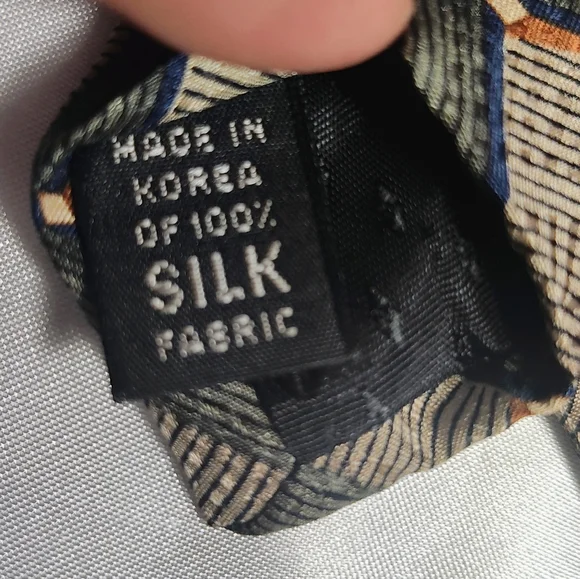 MADE IN
KOREA
OF 100%
SILK
FABRIC